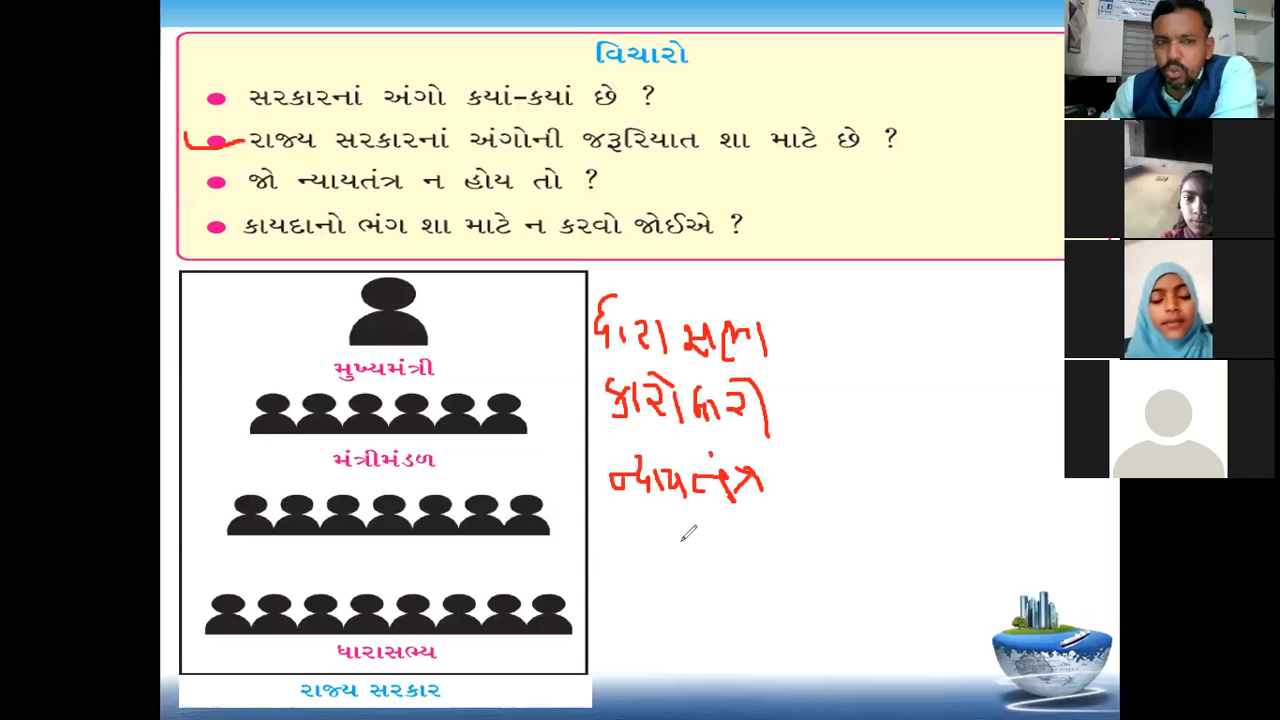 વિચારો
સરકારનાં અંગો કયાં-કયાં છે ?
રાજ્ય સરકારનાં અંગોની જરૂરિયાત શા માટે છે ?
જો ન્યાયતંત્ર ન હોય તો ?
કાયદાનો ભંગ શા માટે ન કરવો જોઈએ ?
મુખ્યમંત્રી
મંત્રીમંડળ
ધારાસભ્ય
રાજ્ય સરકાર
ધારા સભા
કારોબારી
ન્યાયતંત્ર